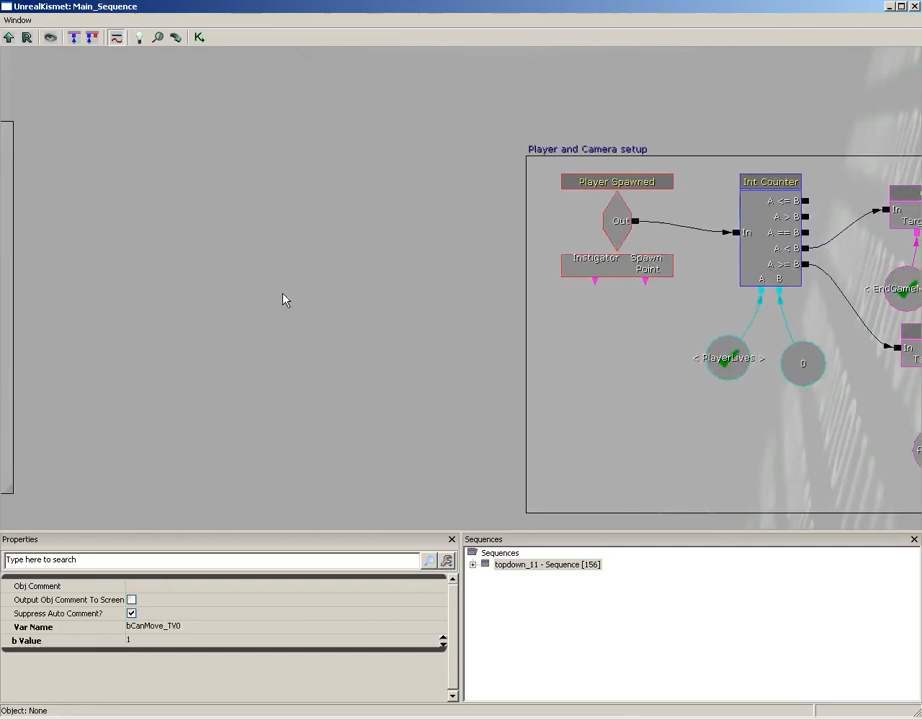 UnrealKismet: Main_Sequence
Window
Player and Camera setup
Player Spawned
Out
Instigator
Spawn
Point
Int Counter
A <= B
A > B
In
A == B
A < B
A >= B
A
B
< PlayerLives >
0
In
In
Properties
Type here to search
Obj Comment
Output Obj Comment To Screen
Suppress Auto Comment?
Var Name
bCanMove_TV0
b Value
1
Sequences
Sequences
topdown_11 - Sequence [156]
Object: None